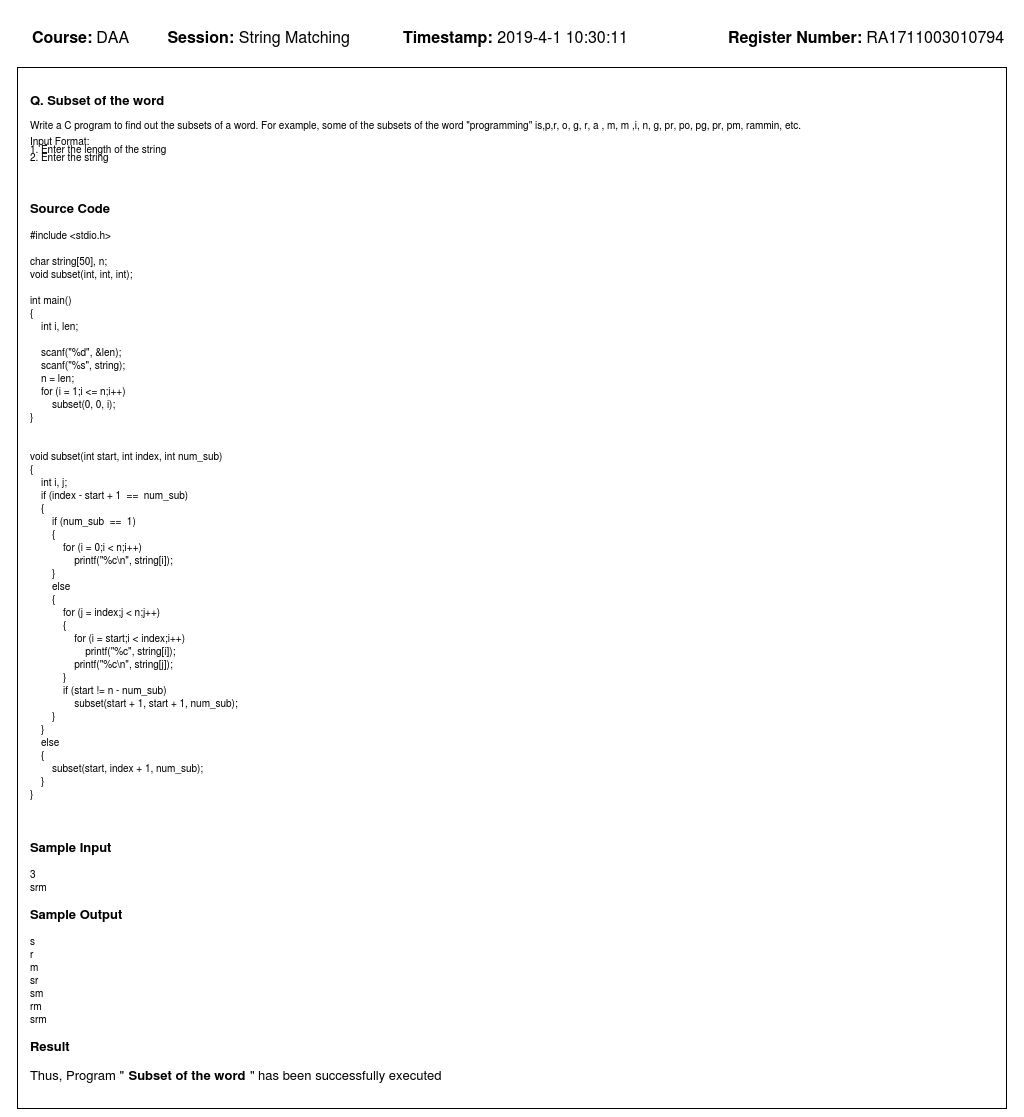 Course: DAA Session: String Matching Timestamp: 2019-4-1 10:30:11 Register Number: RA1711003010794
Q. Subset of the word
Write a C program to find out the subsets of a word. For example, some of the subsets of the word "programming" is,p,r, o, g, r, a , m, m ,i, n, g, pr, po, pg, pr, pm, rammin, etc.
Input Format:
1. Enter the length of the string
2. Enter the string
Source Code
#include <stdio.h>
char string[50], n;
void subset(int, int, int);
int main()
{
int i, len;
scanf("%d", &len);
scanf("%s", string);
n = len;
for (i = 1;i <= n;i++)
subset(0, 0, i);
}
void subset(int start, int index, int num_sub)
{
int i, j;
if (index - start + 1  ==  num_sub)
{
if (num_sub  ==  1)
{
for (i = 0;i < n;i++)
printf("%c\n", string[i]);
}
else
{
for (j = index;j < n;j++)
{
for (i = start;i < index;i++)
printf("%c", string[i]);
printf("%c\n", string[j]);
}
if (start != n - num_sub)
subset(start + 1, start + 1, num_sub);
}
}
else
{
subset(start, index + 1, num_sub);
}
}
Sample Input
3
srm
Sample Output
s
r
m
sr
sm
rm
srm
Result
Thus, Program " Subset of the word " has been successfully executed